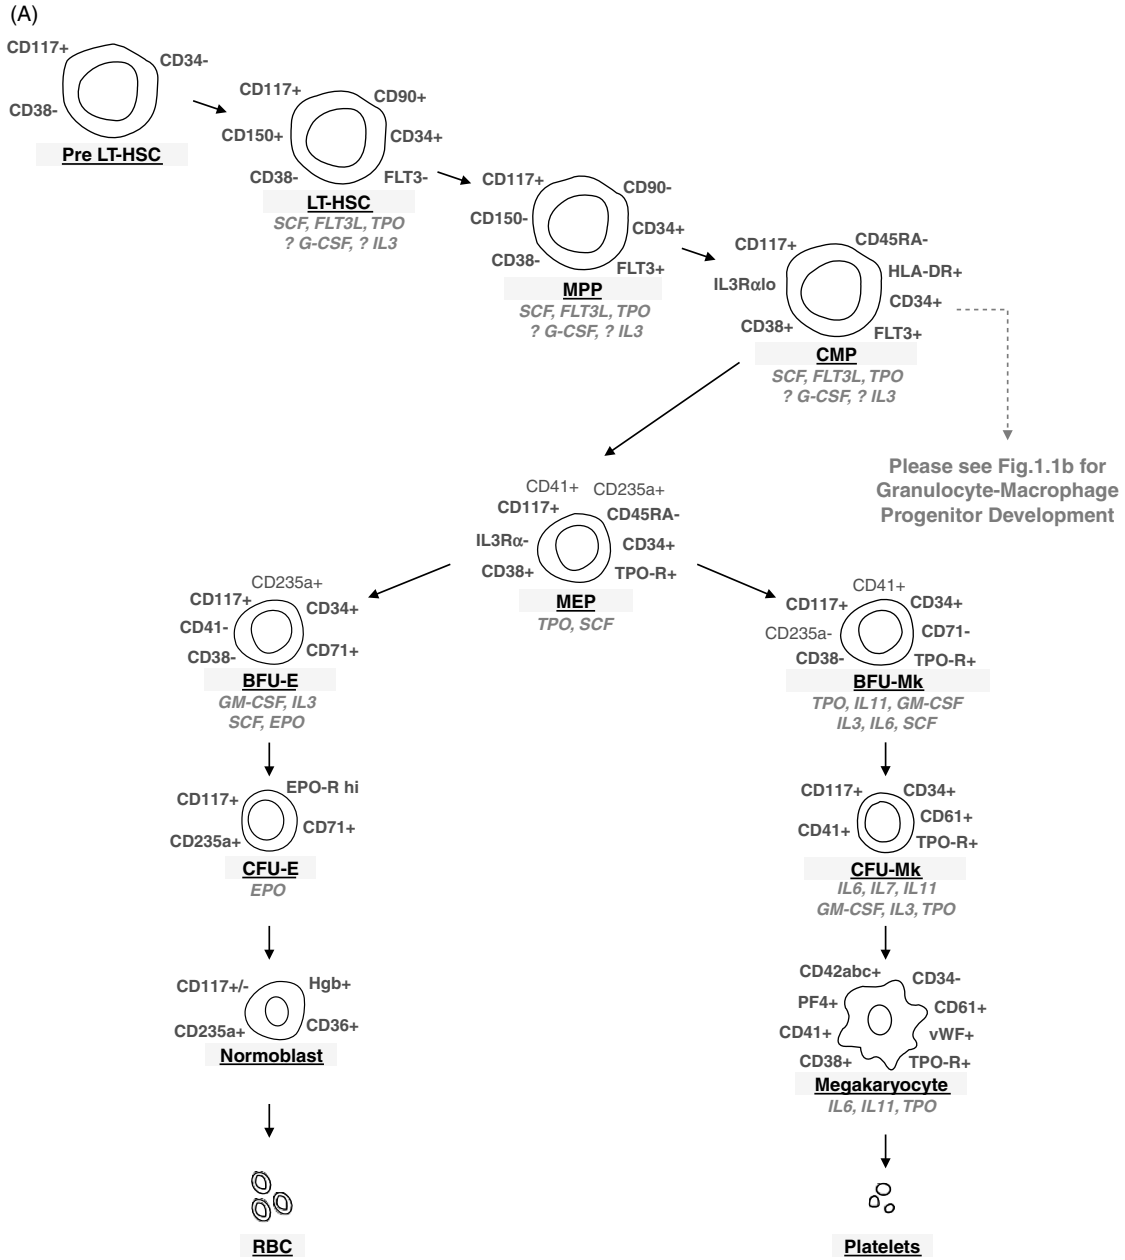 (A)
CD117+
CD34-
CD38-
Pre LT-HSC
CD117+
CD90+
CD150+
CD34+
CD38-
FLT3-
LT-HSC
SCF, FLT3L, TPO
? G-CSF, ? IL3
CD117+
CD90-
CD150-
CD34+
CD38-
FLT3+
MPP
SCF, FLT3L, TPO
? G-CSF, ? IL3
CD117+
CD45RA-
IL3Rαlo
HLA-DR+
CD34+
CD38+
FLT3+
CMP
SCF, FLT3L, TPO
? G-CSF, ? IL3
Please see Fig.1.1b for
Granulocyte-Macrophage
Progenitor Development
CD41+
CD235a+
CD117+
CD45RA-
IL3Rα-
CD34+
CD38+
TPO-R+
MEP
TPO, SCF
CD235a+
CD117+
CD34+
CD41-
CD38-
CD71+
BFU-E
GM-CSF, IL3
SCF, EPO
CD41+
CD117+
CD34+
CD235a-
CD71-
CD38-
TPO-R+
BFU-Mk
TPO, IL11, GM-CSF
IL3, IL6, SCF
EPO-R hi
CD117+
CD71+
CD235a+
CFU-E
EPO
CD117+
CD34+
CD61+
CD41+
TPO-R+
CFU-Mk
IL6, IL7, IL11
GM-CSF, IL3, TPO
CD117+/-
Hgb+
CD235a+
CD36+
Normoblast
CD42abc+
CD34-
PF4+
CD61+
CD41+
vWF+
CD38+
TPO-R+
Megakaryocyte
IL6, IL11, TPO
RBC
Platelets